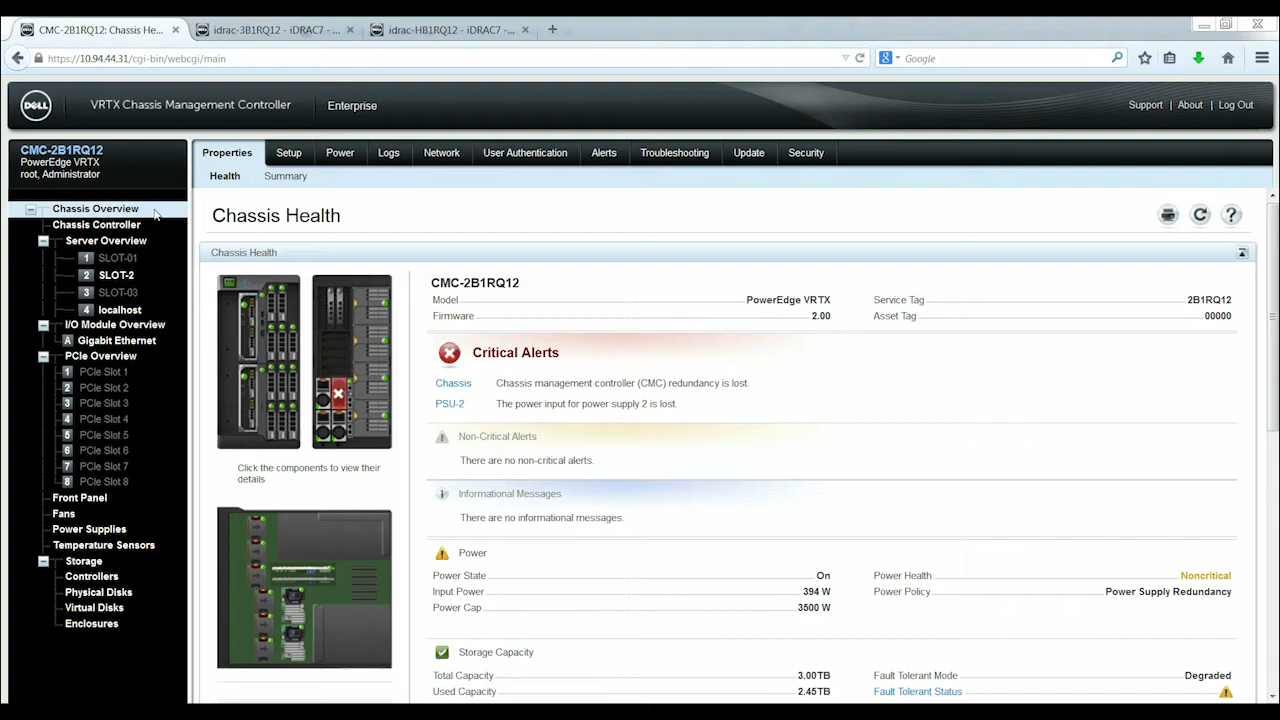 CMC-2B1RQ12: Chassis He...
idrac-3B1RQ12 - iDRAC7 - ...
idrac-HB1RQ12 - iDRAC7 -...
https://10.94.44.31/cgi-bin/webcgi/main
Google
DELL
VRTX Chassis Management Controller
Enterprise
Support | About | Log Out
CMC-2B1RQ12
PowerEdge VRTX
root, Administrator
Properties
Setup
Power
Logs
Network
User Authentication
Alerts
Troubleshooting
Update
Security
Health
Summary
Chassis Overview
Chassis Controller
Server Overview
1 SLOT-01
2 SLOT-2
3 SLOT-03
4 localhost
I/O Module Overview
A Gigabit Ethernet
PCIe Overview
1 PCIe Slot 1
2 PCIe Slot 2
3 PCIe Slot 3
4 PCIe Slot 4
5 PCIe Slot 5
6 PCIe Slot 6
7 PCIe Slot 7
8 PCIe Slot 8
Front Panel
Fans
Power Supplies
Temperature Sensors
Storage
Controllers
Physical Disks
Virtual Disks
Enclosures
Chassis Health
Chassis Health
Click the components to view their
details
CMC-2B1RQ12
Model PowerEdge VRTX
Service Tag 2B1RQ12
Firmware 2.00
Asset Tag 00000
Critical Alerts
Chassis Chassis management controller (CMC) redundancy is lost.
PSU-2 The power input for power supply 2 is lost.
Non-Critical Alerts
There are no non-critical alerts.
Informational Messages
There are no informational messages.
Power
Power State On
Power Health Noncritical
Input Power 394 W
Power Policy Power Supply Redundancy
Power Cap 3500 W
Storage Capacity
Total Capacity 3.00TB
Fault Tolerant Mode Degraded
Used Capacity 2.45TB
Fault Tolerant Status